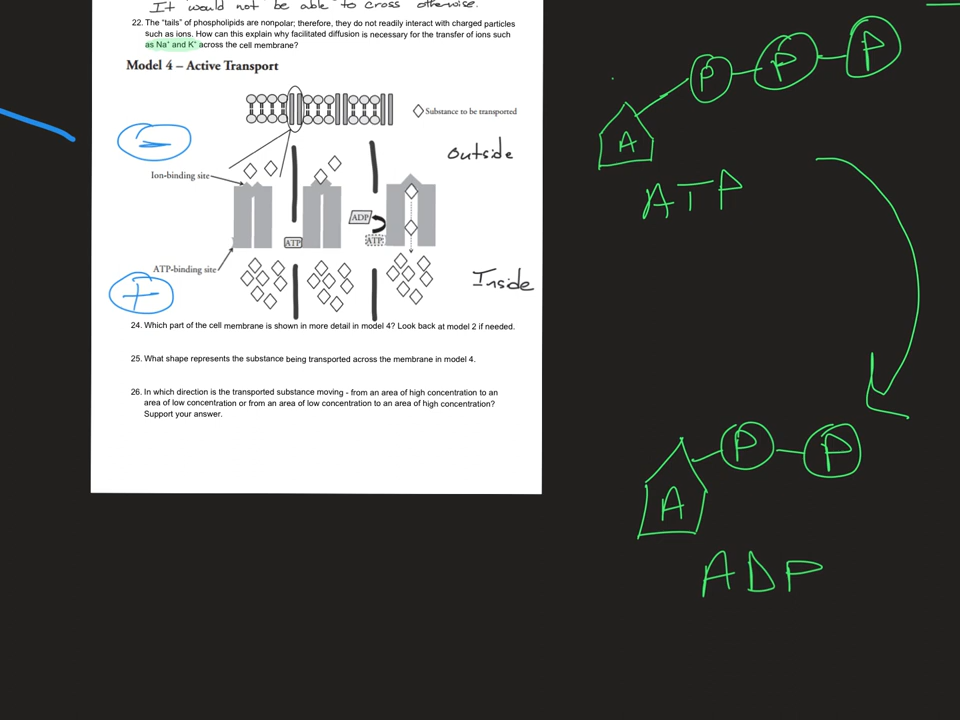 It would not be able to cross otherwise.
22. The "tails" of phospholipids are nonpolar; therefore, they do not readily interact with charged particles
such as ions. How can this explain why facilitated diffusion is necessary for the transfer of ions such
as Na⁺ and K⁺ across the cell membrane?
Model 4 – Active Transport
Substance to be transported
Outside
Ion-binding site
ADP
ATP
ATP
ATP-binding site
Inside
24. Which part of the cell membrane is shown in more detail in model 4? Look back at model 2 if needed.
25. What shape represents the substance being transported across the membrane in model 4.
26. In which direction is the transported substance moving - from an area of high concentration to an
area of low concentration or from an area of low concentration to an area of high concentration?
Support your answer.
−
+
A P P P
ATP
A P P
ADP